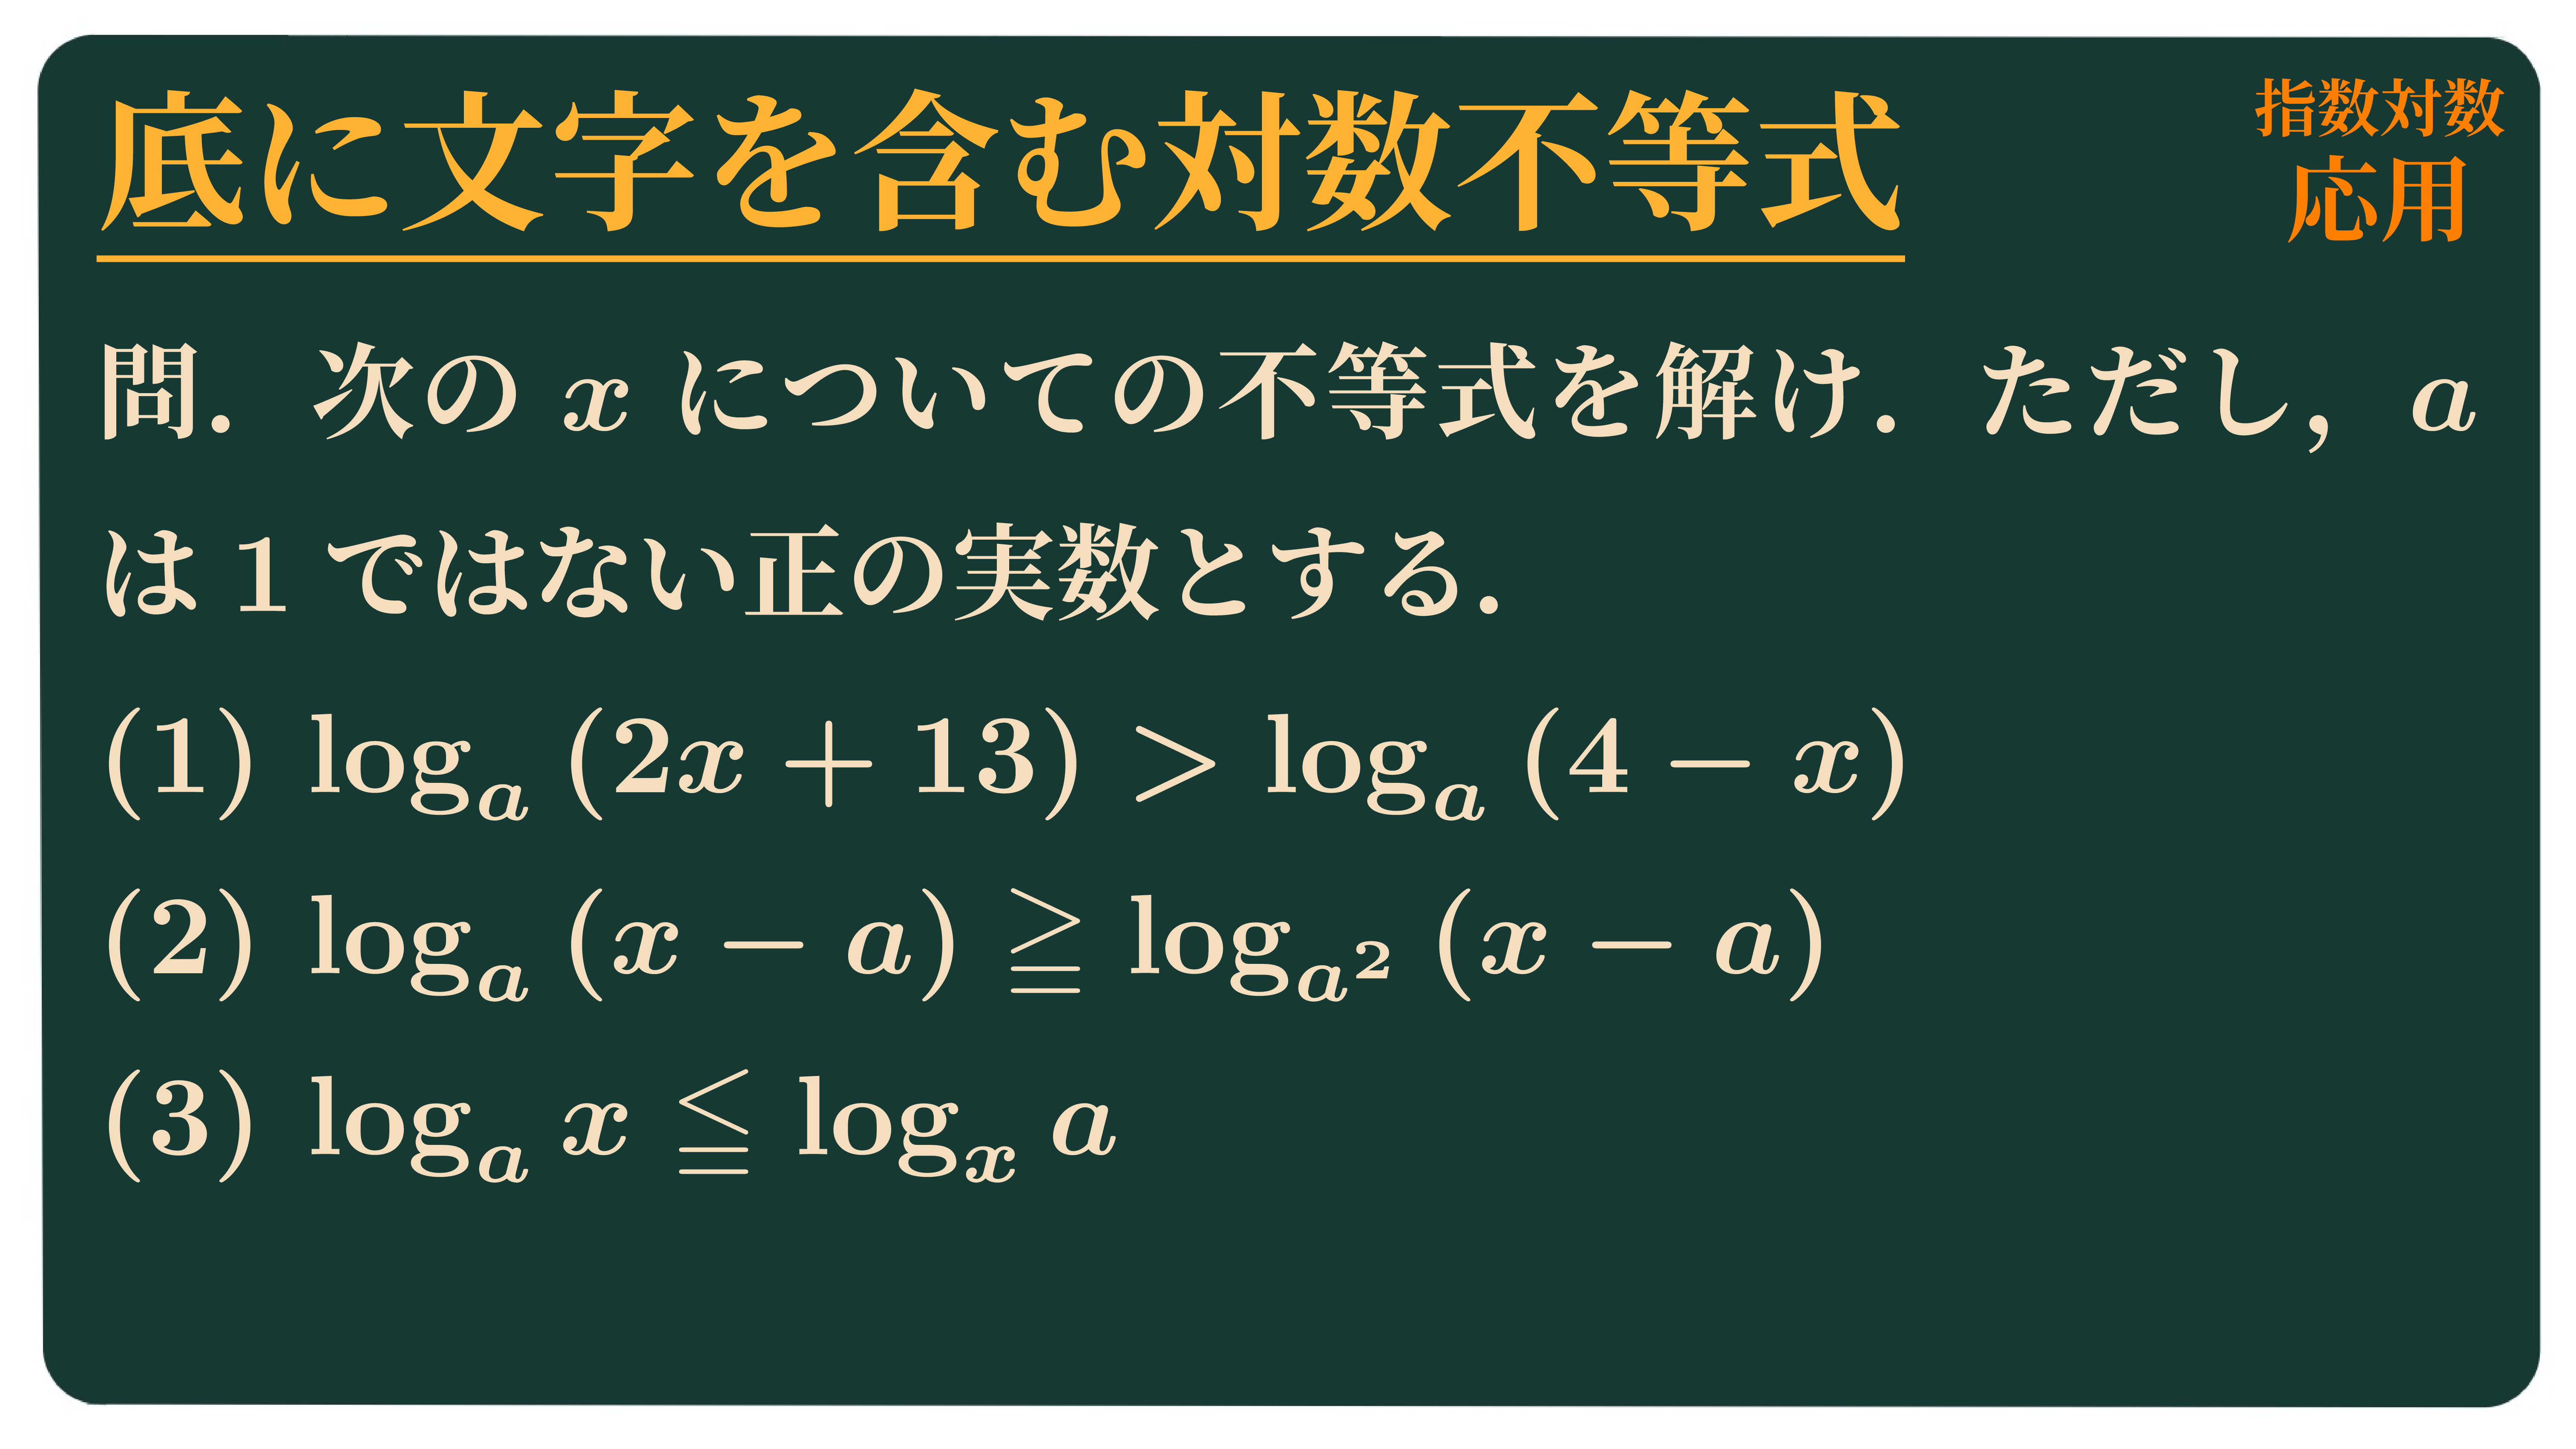 底に文字を含む対数不等式
指数対数
応用
問．次の x についての不等式を解け．ただし，a
は 1 ではない正の実数とする．
(1) log_a (2x + 13) > log_a (4 − x)
(2) log_a (x − a) ≧ log_{a^2} (x − a)
(3) log_a x ≦ log_x a